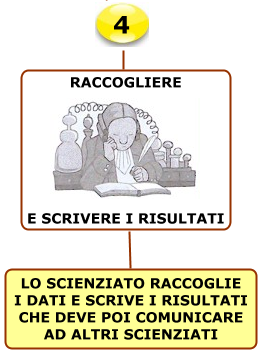 4
RACCOGLIERE
E SCRIVERE I RISULTATI
LO SCIENZIATO RACCOGLIE
I DATI E SCRIVE I RISULTATI
CHE DEVE POI COMUNICARE
AD ALTRI SCIENZIATI